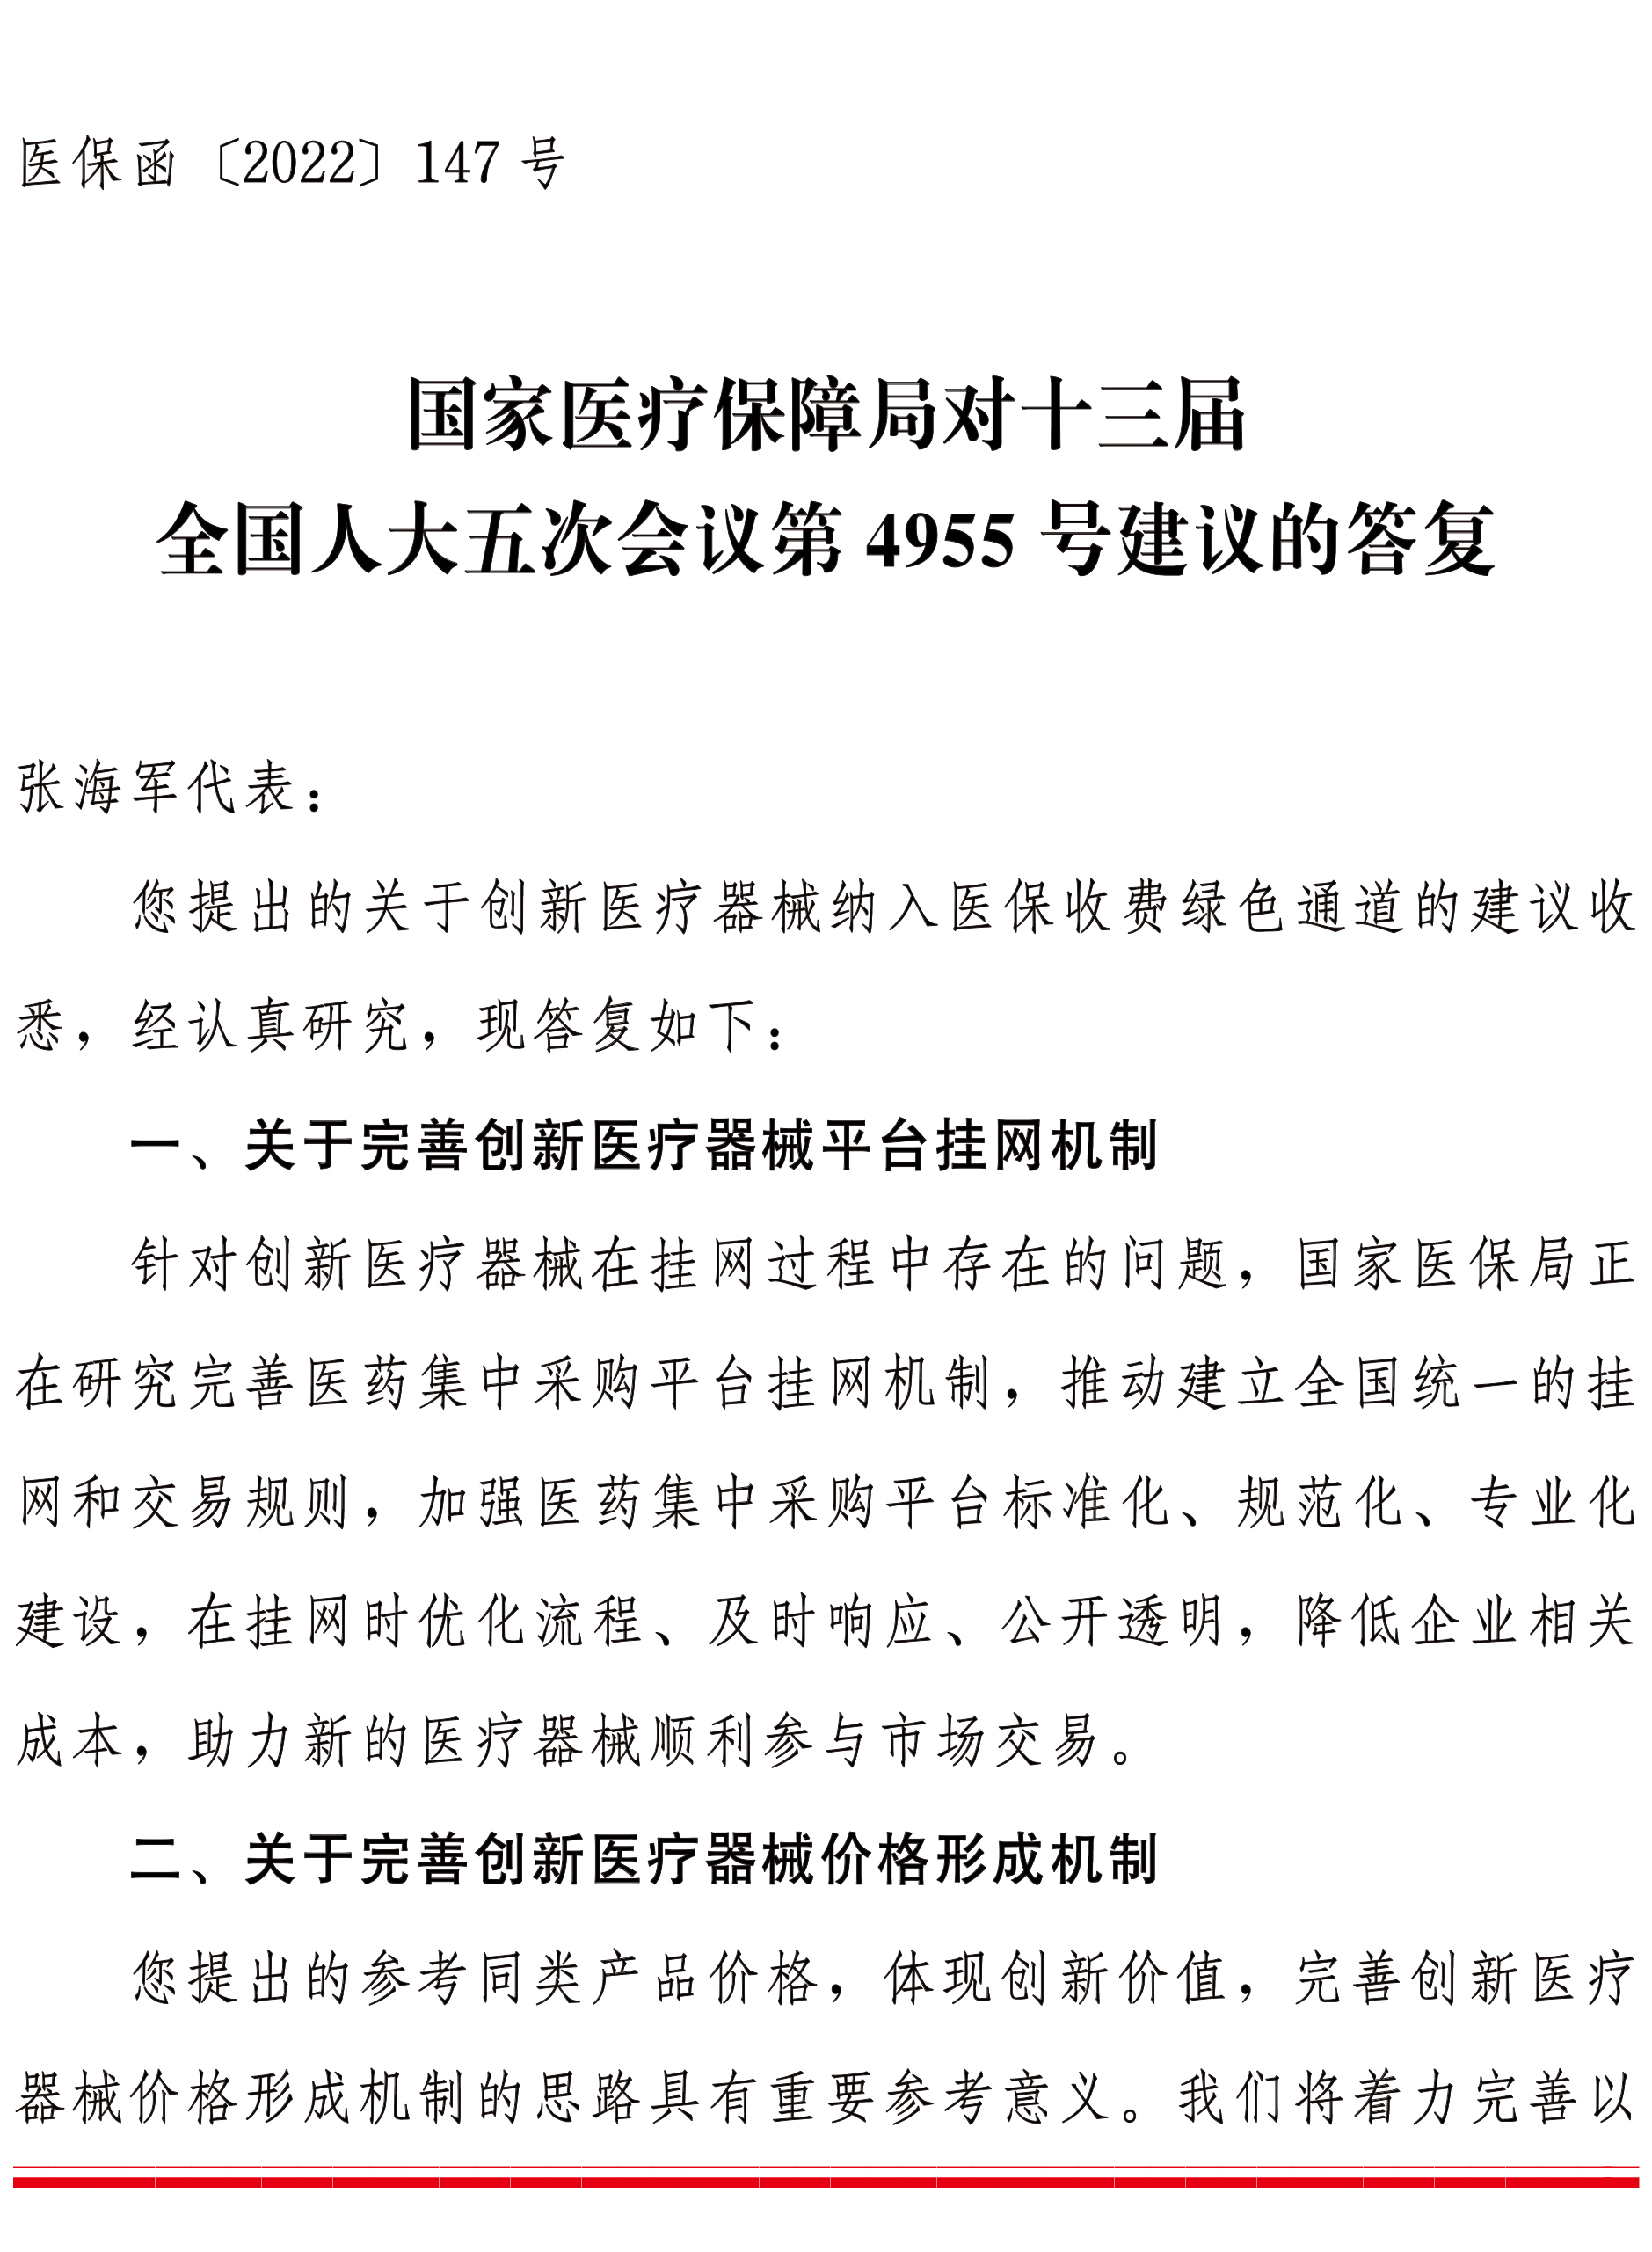 医保函〔2022〕147 号
国家医疗保障局对十三届
全国人大五次会议第 4955 号建议的答复
张海军代表：
您提出的关于创新医疗器械纳入医保收费绿色通道的建议收
悉，经认真研究，现答复如下：
一、关于完善创新医疗器械平台挂网机制
针对创新医疗器械在挂网过程中存在的问题，国家医保局正
在研究完善医药集中采购平台挂网机制，推动建立全国统一的挂
网和交易规则，加强医药集中采购平台标准化、规范化、专业化
建设，在挂网时优化流程、及时响应、公开透明，降低企业相关
成本，助力新的医疗器械顺利参与市场交易。
二、关于完善创新医疗器械价格形成机制
您提出的参考同类产品价格，体现创新价值，完善创新医疗
器械价格形成机制的思路具有重要参考意义。我们将着力完善以